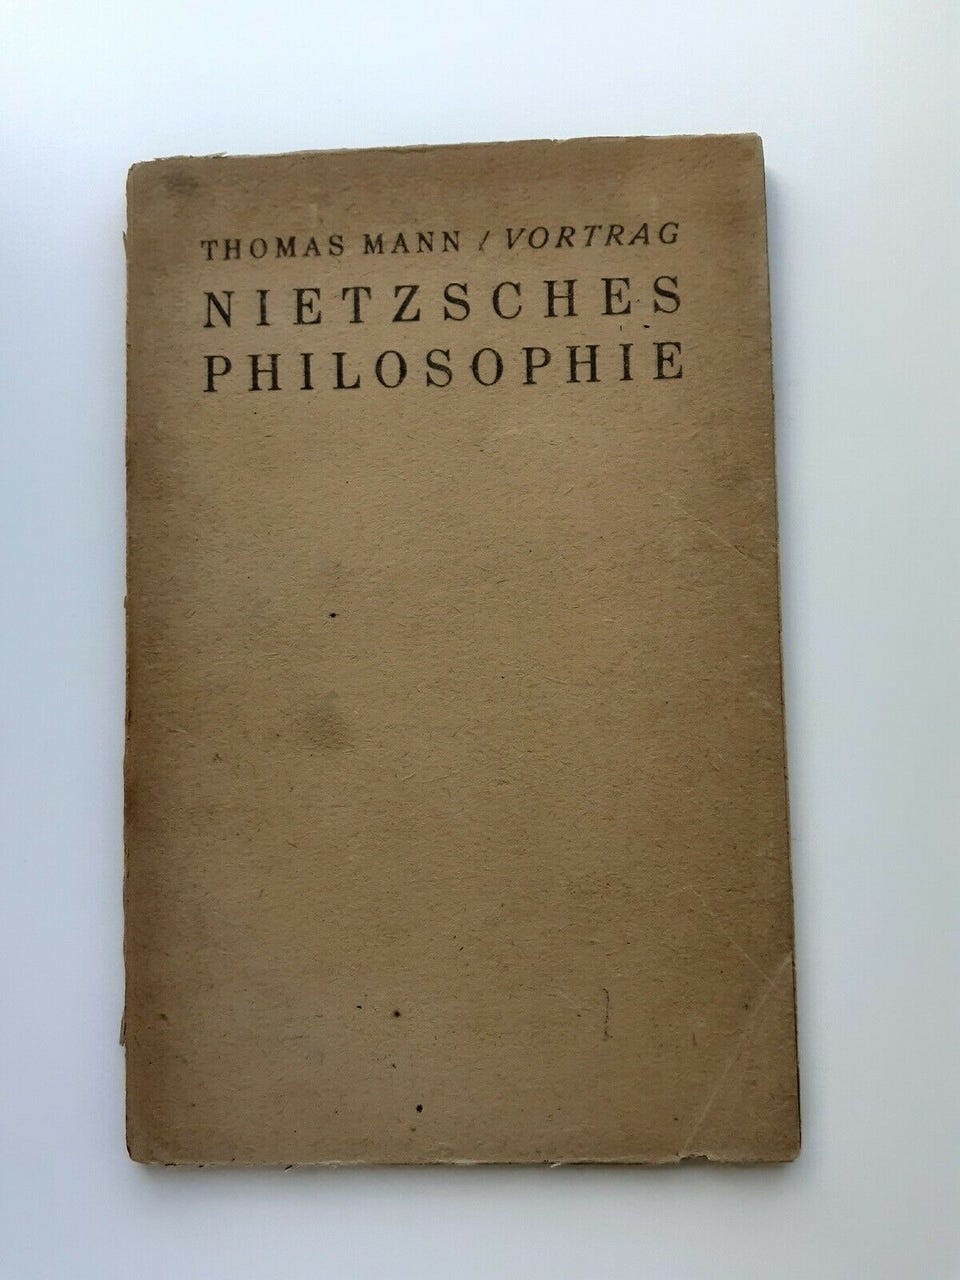 THOMAS MANN / VORTRAG
NIETZSCHES
PHILOSOPHIE